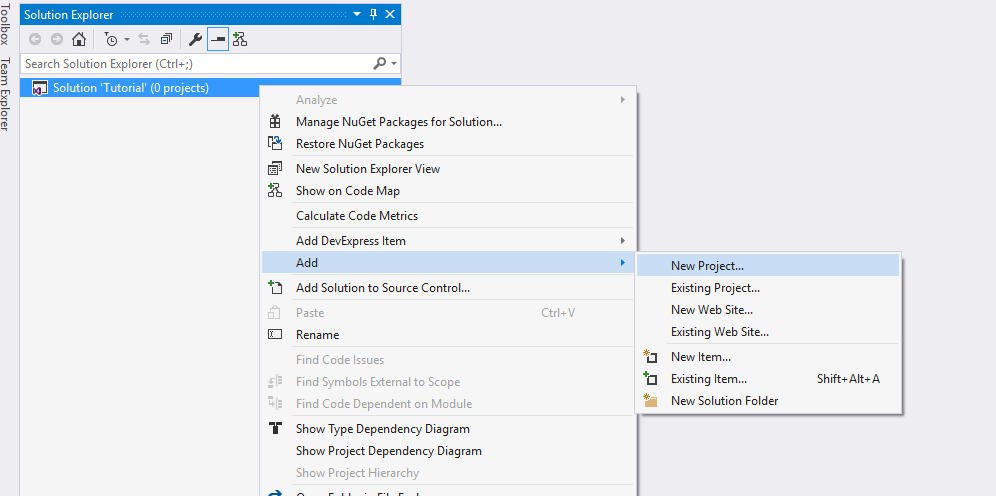 Toolbox
Team Explorer
Solution Explorer
Search Solution Explorer (Ctrl+;)
Solution 'Tutorial' (0 projects)
Analyze
Manage NuGet Packages for Solution...
Restore NuGet Packages
New Solution Explorer View
Show on Code Map
Calculate Code Metrics
Add DevExpress Item
Add
Add Solution to Source Control...
Paste Ctrl+V
Rename
Find Code Issues
Find Symbols External to Scope
Find Code Dependent on Module
Show Type Dependency Diagram
Show Project Dependency Diagram
Show Project Hierarchy
New Project...
Existing Project...
New Web Site...
Existing Web Site...
New Item...
Existing Item... Shift+Alt+A
New Solution Folder